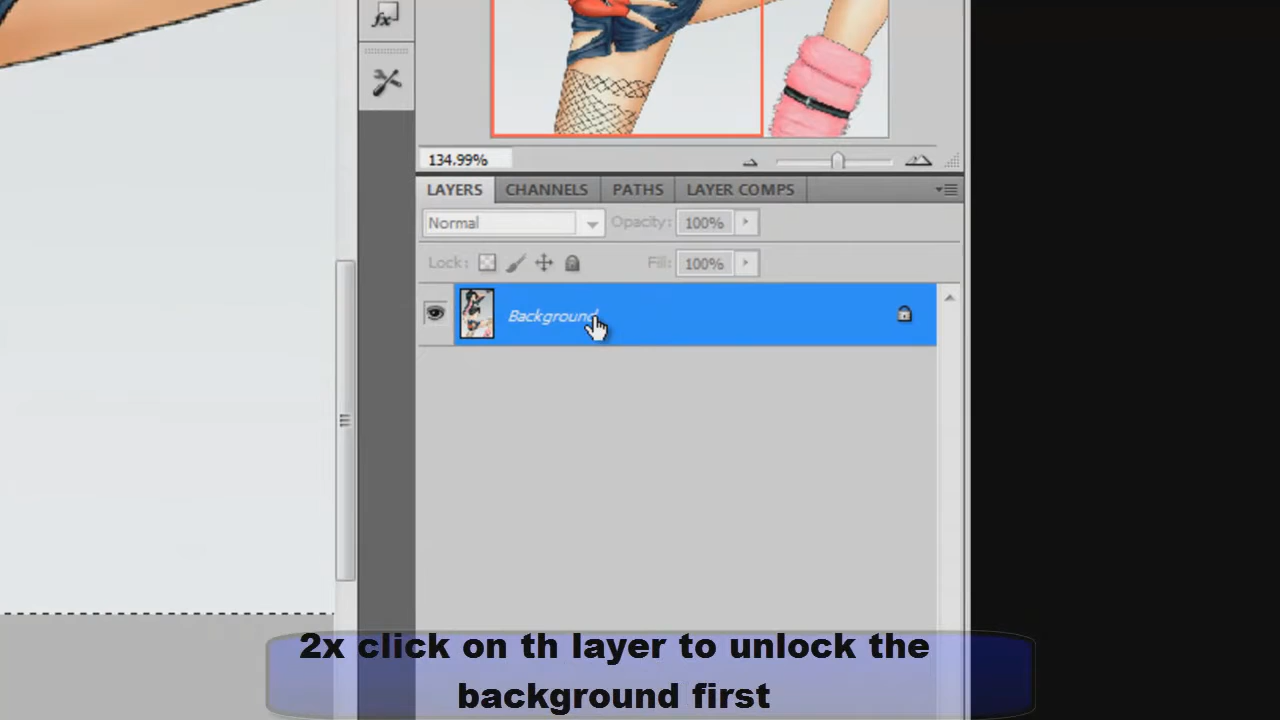 fx
134.99%
LAYERS CHANNELS PATHS LAYER COMPS
Normal Opacity: 100%
Lock: Fill: 100%
Background
2x click on th layer to unlock the
background first